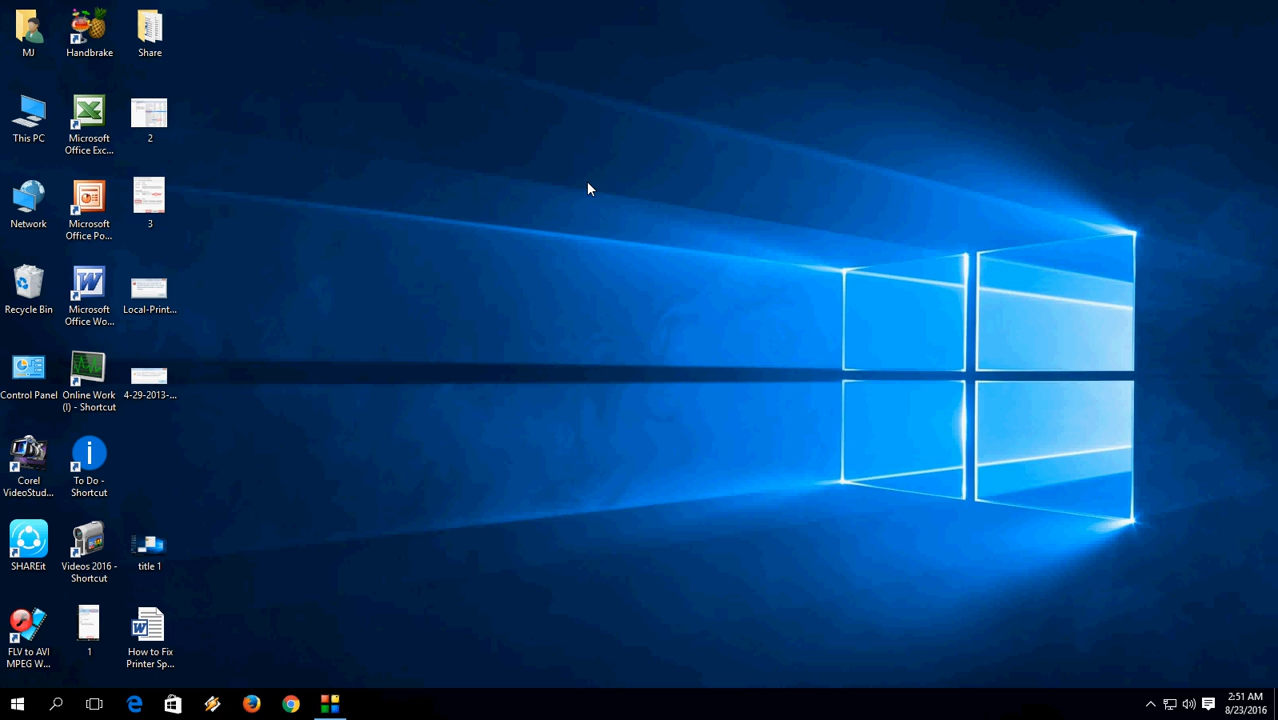 MJ
Handbrake
Share
This PC
Microsoft
Office Exc...
2
Network
Microsoft
Office Po...
3
Recycle Bin
Microsoft
Office Wo...
Local-Print...
Control Panel
Online Work
(I) - Shortcut
4-29-2013-...
Corel
VideoStud...
To Do -
Shortcut
SHAREit
Videos 2016 -
Shortcut
title 1
FLV to AVI
MPEG W...
1
How to Fix
Printer Sp...
2:51 AM
8/23/2016